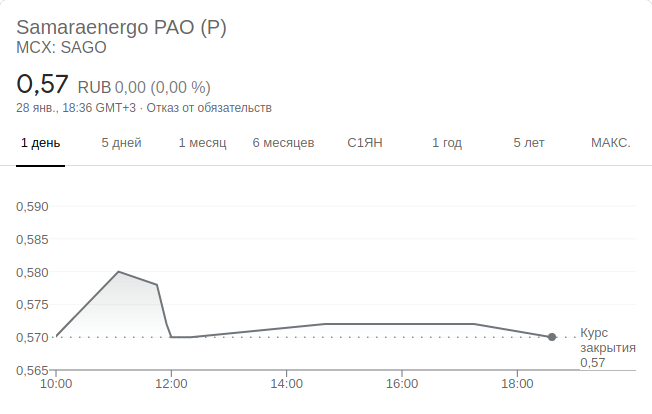 Samaraenergo PAO (P)
MCX: SAGO
0,57 RUB 0,00 (0,00 %)
28 янв., 18:36 GMT+3 · Отказ от обязательств
1 день 5 дней 1 месяц 6 месяцев С1ЯН 1 год 5 лет МАКС.
0,590
0,585
0,580
0,575
0,570
0,565
Курс
закрытия
0,57
10:00 12:00 14:00 16:00 18:00